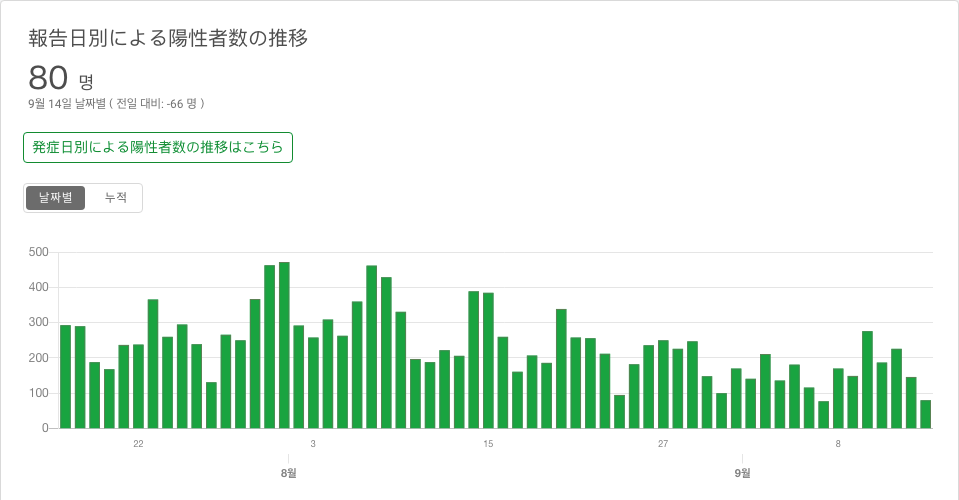 報告日別による陽性者数の推移
80 명
9월 14일 날짜별 ( 전일 대비: -66 명 )
発症日別による陽性者数の推移はこちら
날짜별 누적
500
400
300
200
100
0
22 3 15 27 8
8월 9월